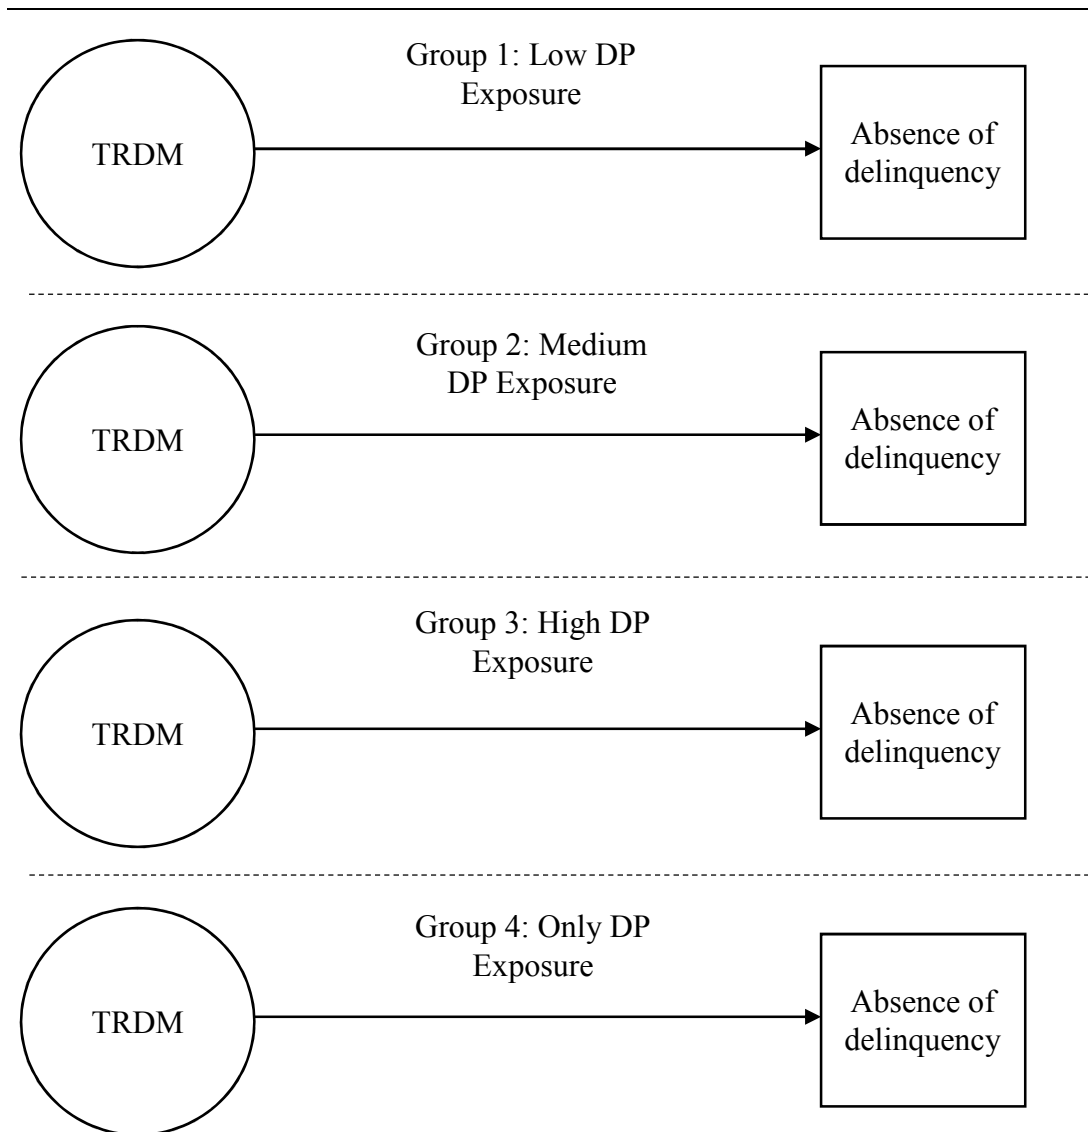 Group 1: Low DP
Exposure
TRDM
Absence of
delinquency
Group 2: Medium
DP Exposure
TRDM
Absence of
delinquency
Group 3: High DP
Exposure
TRDM
Absence of
delinquency
Group 4: Only DP
Exposure
TRDM
Absence of
delinquency